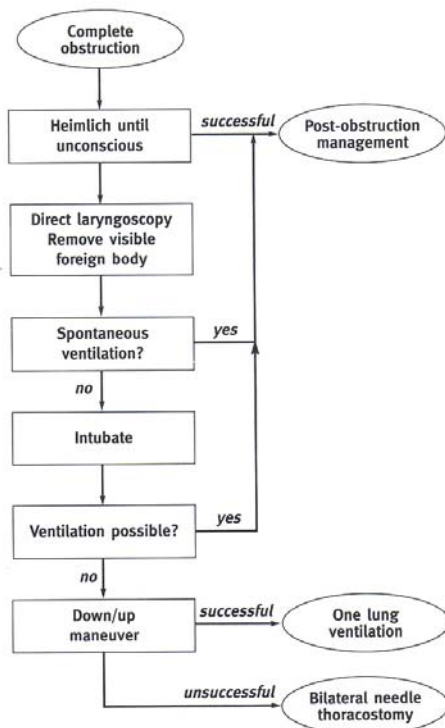 Complete
obstruction
Heimlich until
unconscious
successful
Post-obstruction
management
Direct laryngoscopy
Remove visible
foreign body
Spontaneous
ventilation?
yes
no
Intubate
Ventilation possible?
yes
no
Down/up
maneuver
successful
One lung
ventilation
unsuccessful
Bilateral needle
thoracostomy